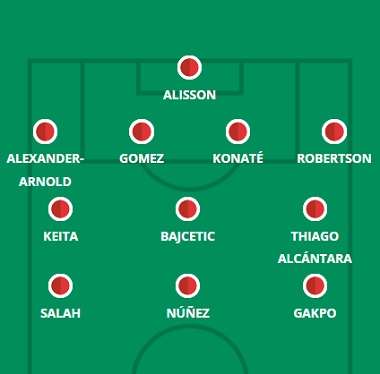 ALISSON
ALEXANDER-
ARNOLD
GOMEZ
KONATÉ
ROBERTSON
KEITA
BAJCETIC
THIAGO
ALCÁNTARA
SALAH
NÚÑEZ
GAKPO